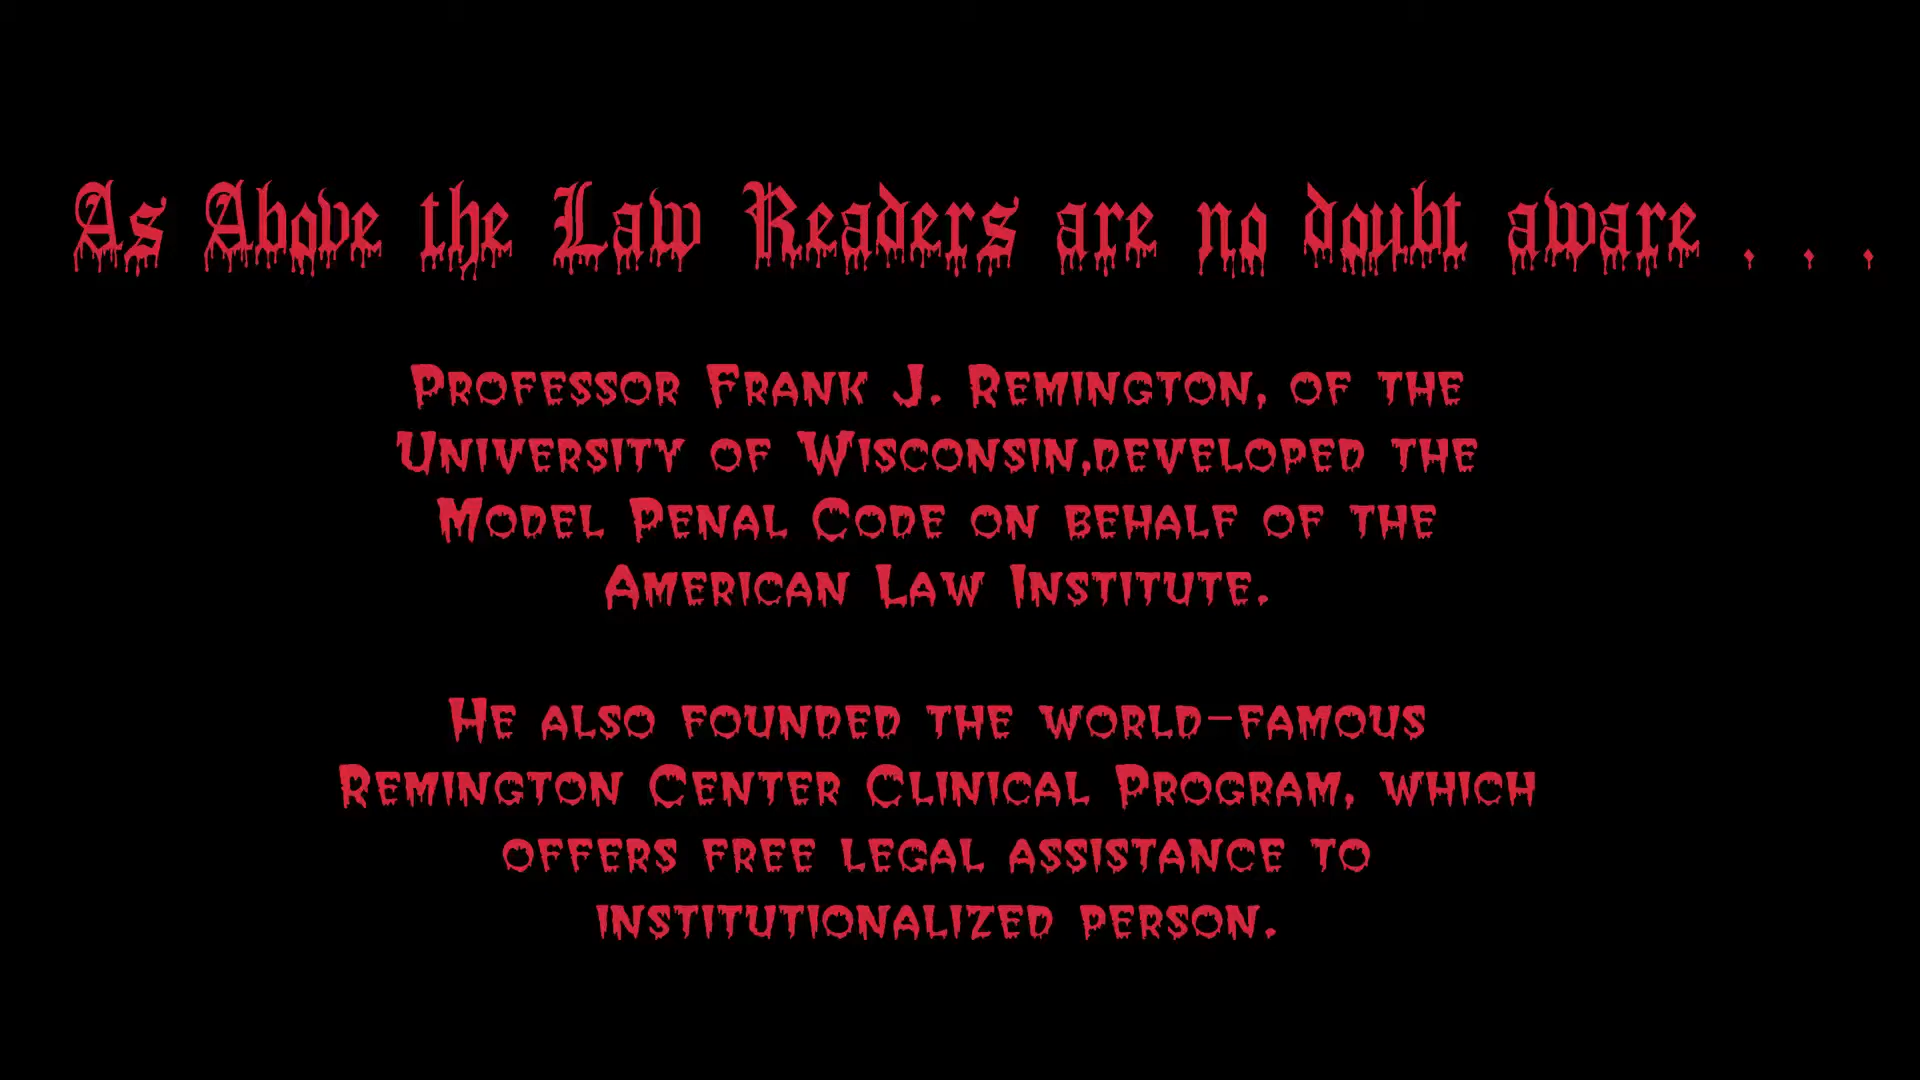 As Above the Law Readers are no doubt aware . . .
Professor Frank J. Remington, of the
University of Wisconsin,developed the
Model Penal Code on behalf of the
American Law Institute.
He also founded the world-famous
Remington Center Clinical Program, which
offers free legal assistance to
institutionalized person.